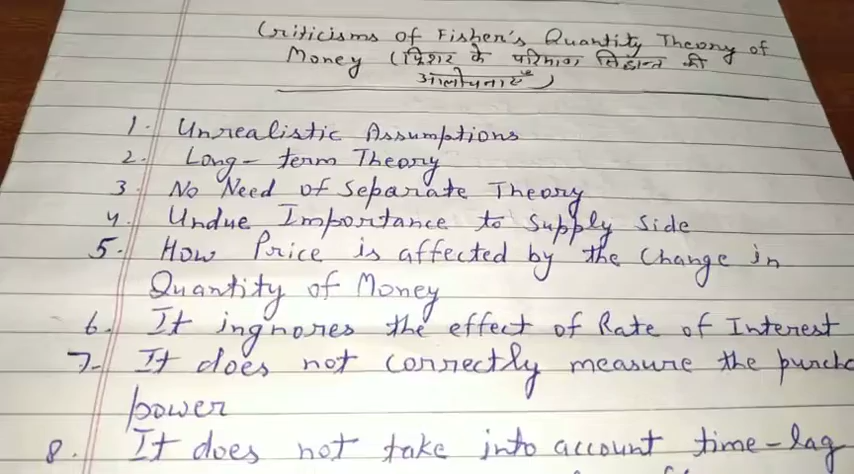 Criticisms of Fisher's Quantity Theory of
Money (फिशर के परिमाण सिद्धान्त की
आलोचनाएँ)
1. Unrealistic Assumptions
2. Long-term Theory
3. No Need of Separate Theory
4. Undue Importance to Supply Side
5. How Price is affected by the Change in
Quantity of Money
6. It ingnores the effect of Rate of Interest
7. It does not correctly measure the purcha
power
8. It does not take into account time-lag